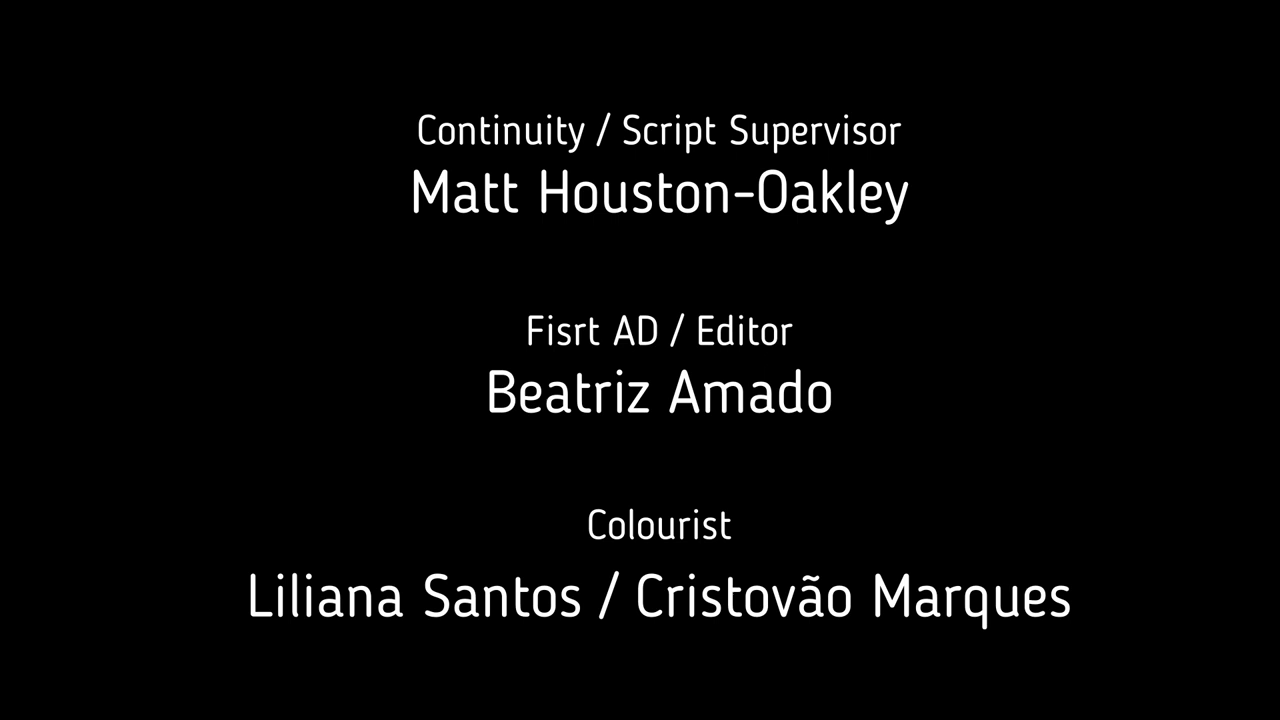 Continuity / Script Supervisor
Matt Houston-Oakley
Fisrt AD / Editor
Beatriz Amado
Colourist
Liliana Santos / Cristovão Marques